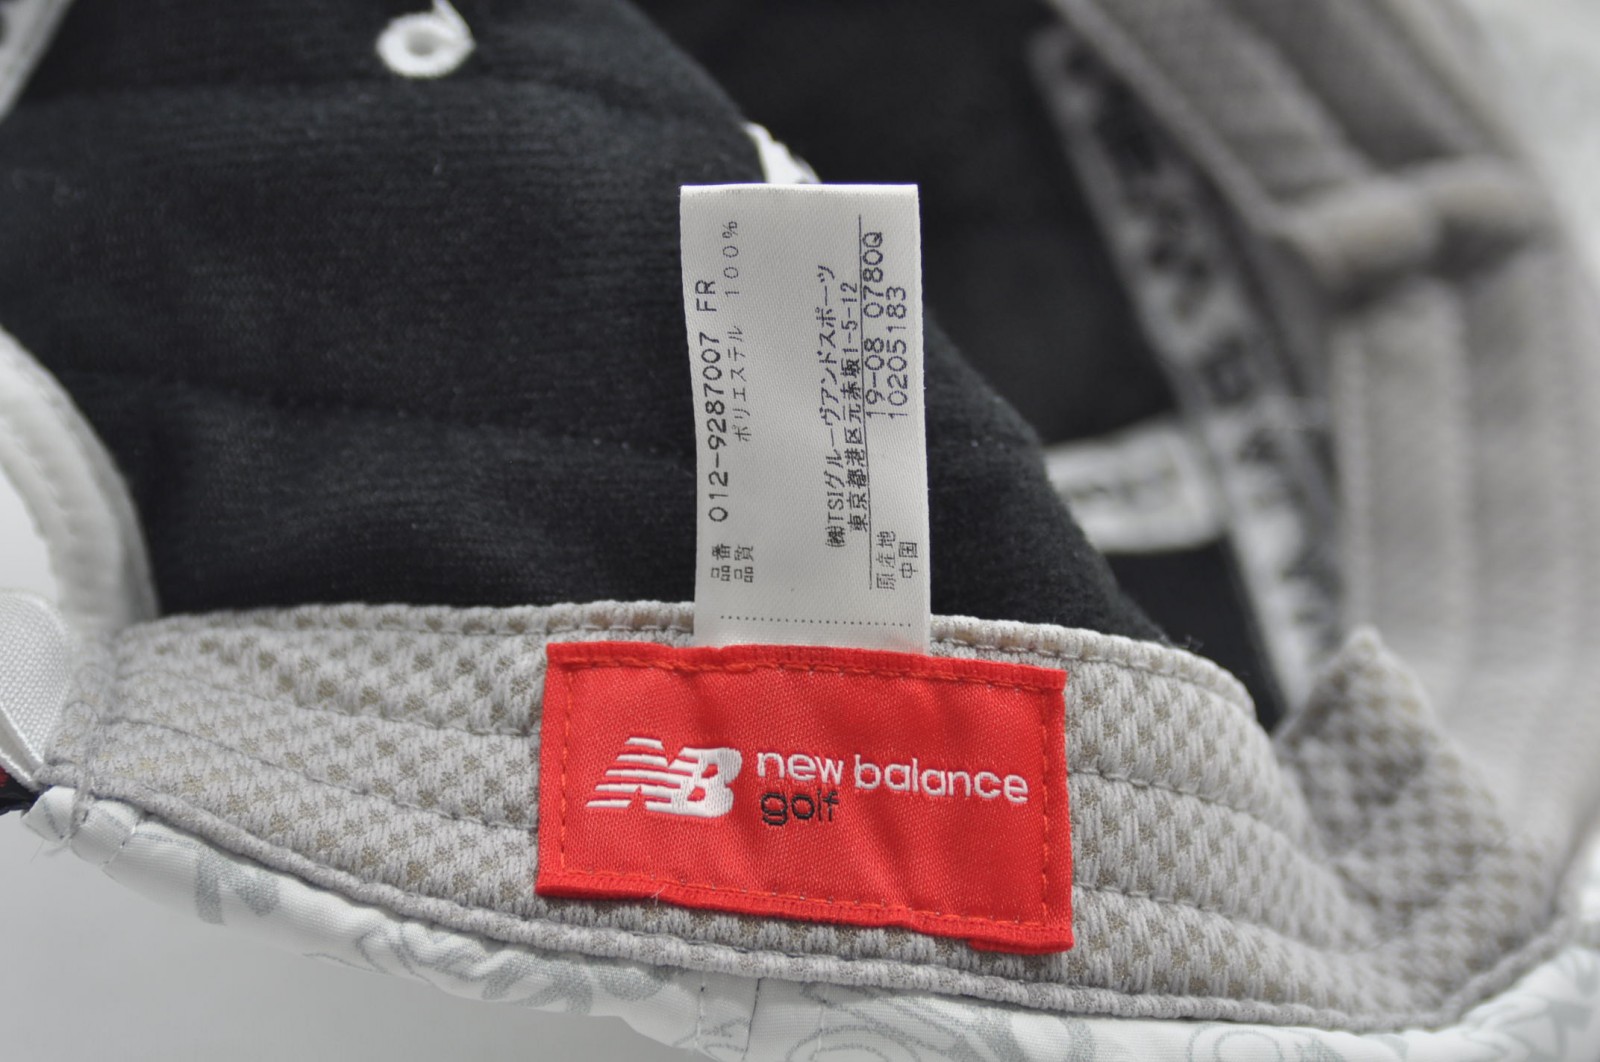 品番 012-9287007 FR
品質 ポリエステル 100%
㈱TSIグルーヴアンドスポーツ
東京都港区元赤坂1-5-12
原産地 19-08 0780Q
中国 10205183
NB new balance
golf